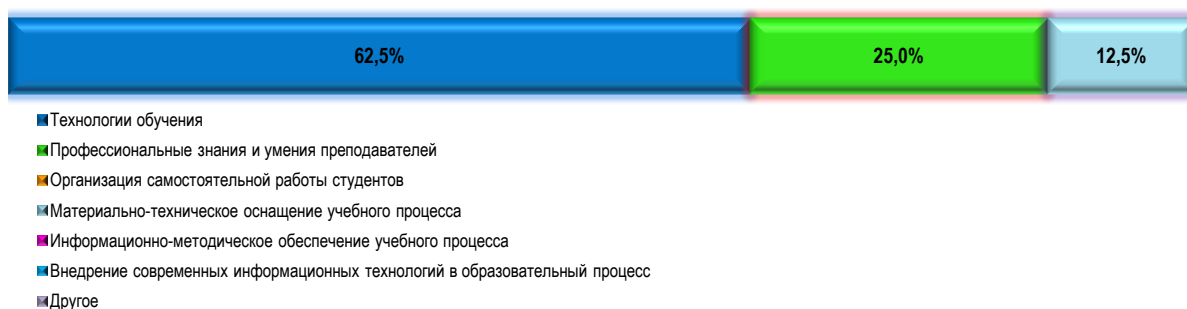 62,5% 25,0% 12,5%
Технологии обучения
Профессиональные знания и умения преподавателей
Организация самостоятельной работы студентов
Материально-техническое оснащение учебного процесса
Информационно-методическое обеспечение учебного процесса
Внедрение современных информационных технологий в образовательный процесс
Другое